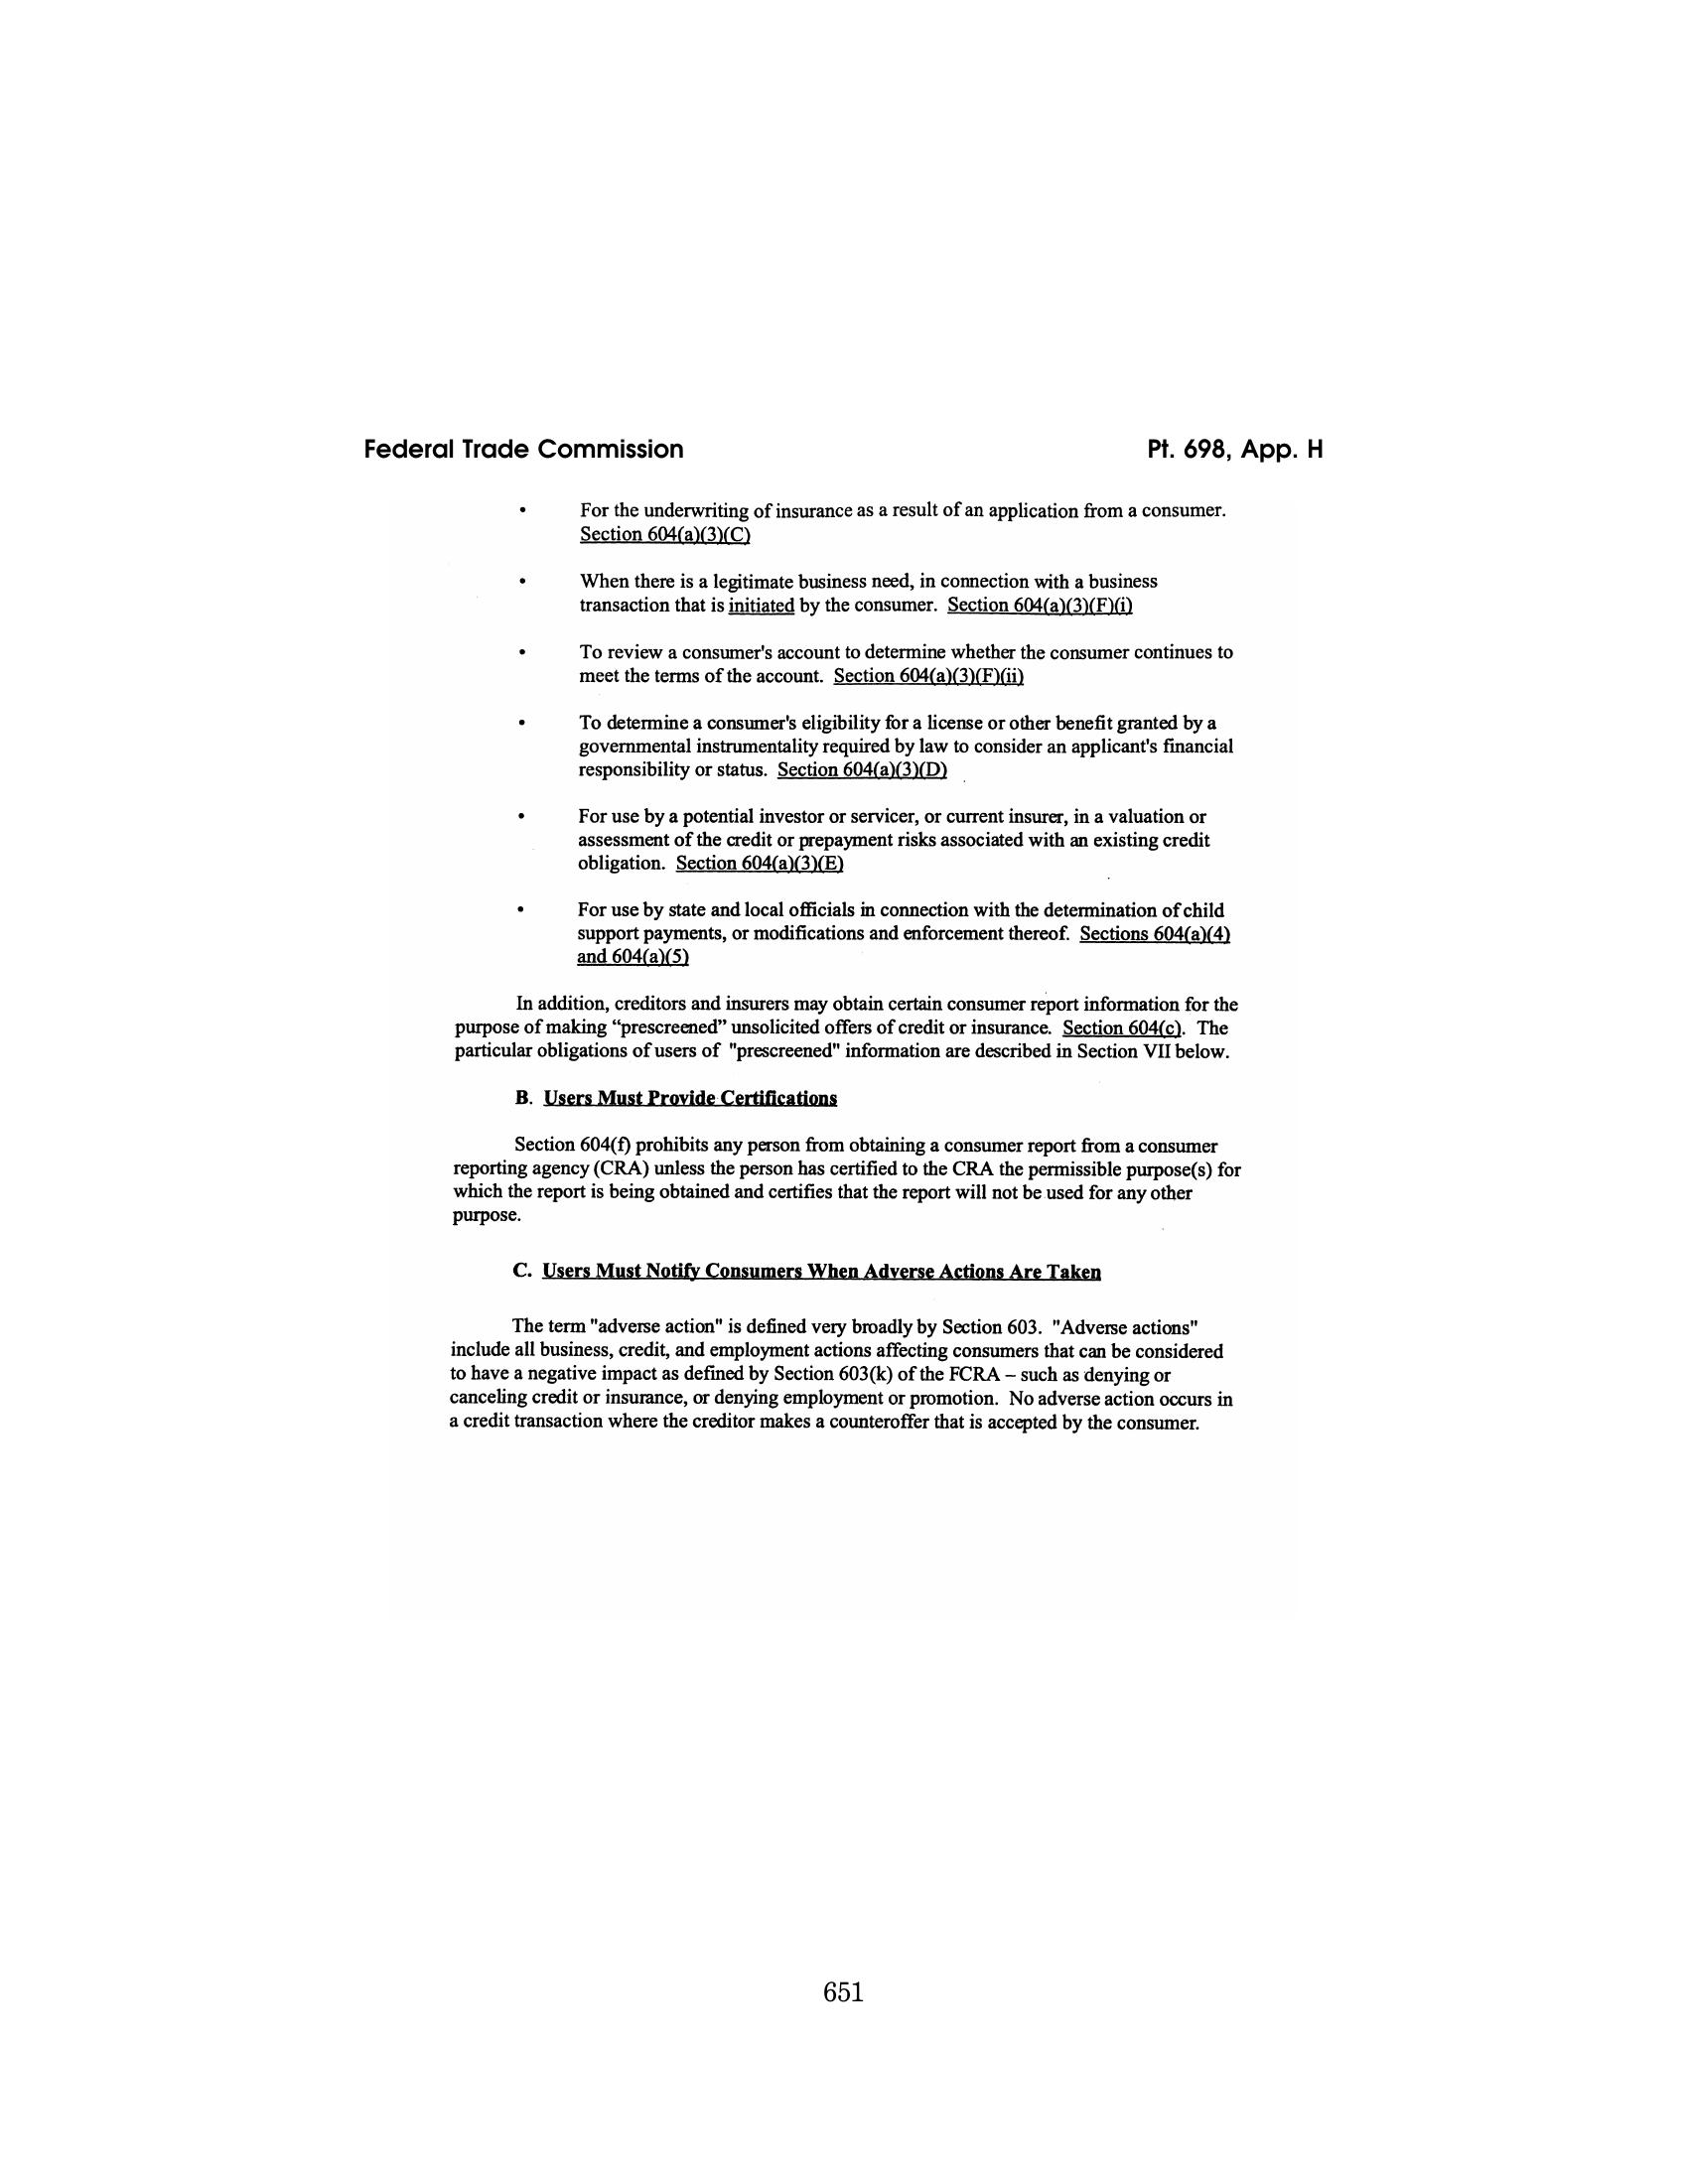 Federal Trade Commission
Pt. 698, App. H
• For the underwriting of insurance as a result of an application from a consumer.
Section 604(a)(3)(C)
• When there is a legitimate business need, in connection with a business
transaction that is initiated by the consumer. Section 604(a)(3)(F)(i)
• To review a consumer's account to determine whether the consumer continues to
meet the terms of the account. Section 604(a)(3)(F)(ii)
• To determine a consumer's eligibility for a license or other benefit granted by a
governmental instrumentality required by law to consider an applicant's financial
responsibility or status. Section 604(a)(3)(D)
• For use by a potential investor or servicer, or current insurer, in a valuation or
assessment of the credit or prepayment risks associated with an existing credit
obligation. Section 604(a)(3)(E)
• For use by state and local officials in connection with the determination of child
support payments, or modifications and enforcement thereof. Sections 604(a)(4)
and 604(a)(5)
In addition, creditors and insurers may obtain certain consumer report information for the
purpose of making “prescreened” unsolicited offers of credit or insurance. Section 604(c). The
particular obligations of users of "prescreened" information are described in Section VII below.
B. Users Must Provide Certifications
Section 604(f) prohibits any person from obtaining a consumer report from a consumer
reporting agency (CRA) unless the person has certified to the CRA the permissible purpose(s) for
which the report is being obtained and certifies that the report will not be used for any other
purpose.
C. Users Must Notify Consumers When Adverse Actions Are Taken
The term "adverse action" is defined very broadly by Section 603. "Adverse actions"
include all business, credit, and employment actions affecting consumers that can be considered
to have a negative impact as defined by Section 603(k) of the FCRA – such as denying or
canceling credit or insurance, or denying employment or promotion. No adverse action occurs in
a credit transaction where the creditor makes a counteroffer that is accepted by the consumer.
651